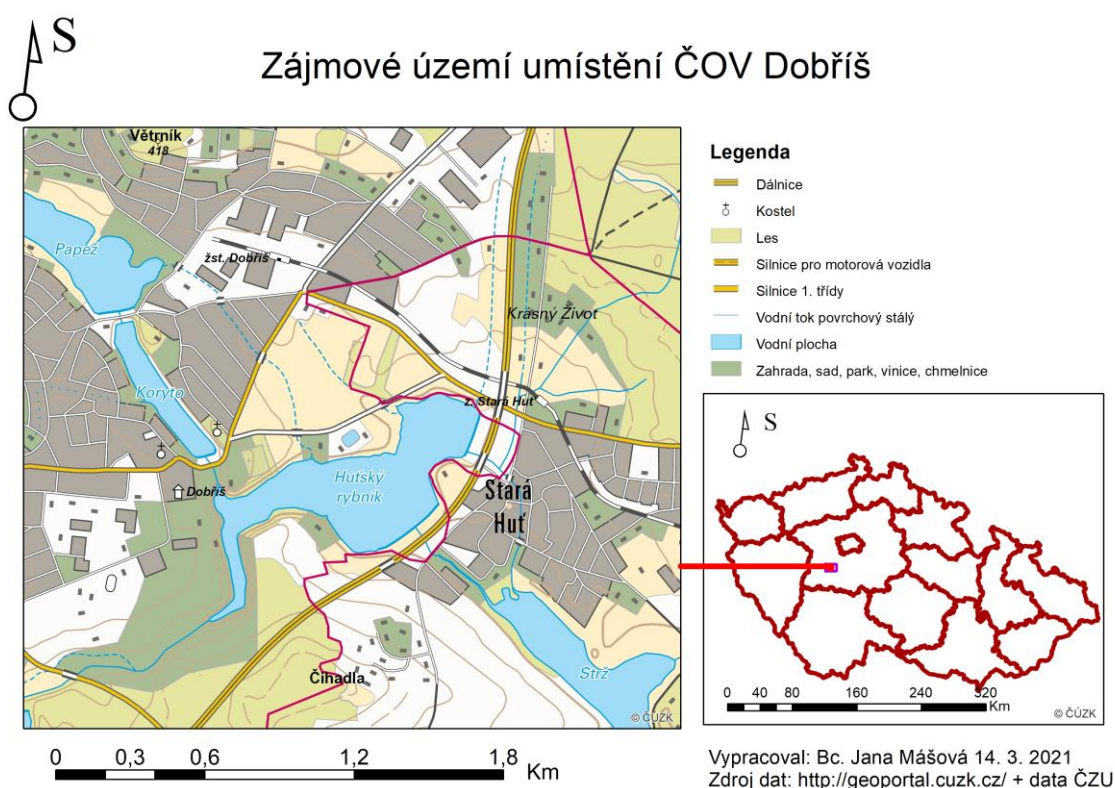 S
Zájmové území umístění ČOV Dobříš
Větrník
418
Papež
žst. Dobříš
Krásný Život
Koryto
z. Stará Huť
Dobříš
Huťský
rybník
Stará
Huť
Čihadla
Strž
© ČÚZK
0 0,3 0,6 1,2 1,8
Km
Legenda
Dálnice
Kostel
Les
Silnice pro motorová vozidla
Silnice 1. třídy
Vodní tok povrchový stálý
Vodní plocha
Zahrada, sad, park, vinice, chmelnice
S
0 40 80 160 240 320
Km
© ČÚZK
Vypracoval: Bc. Jana Mášová 14. 3. 2021
Zdroj dat: http://geoportal.cuzk.cz/ + data ČZU